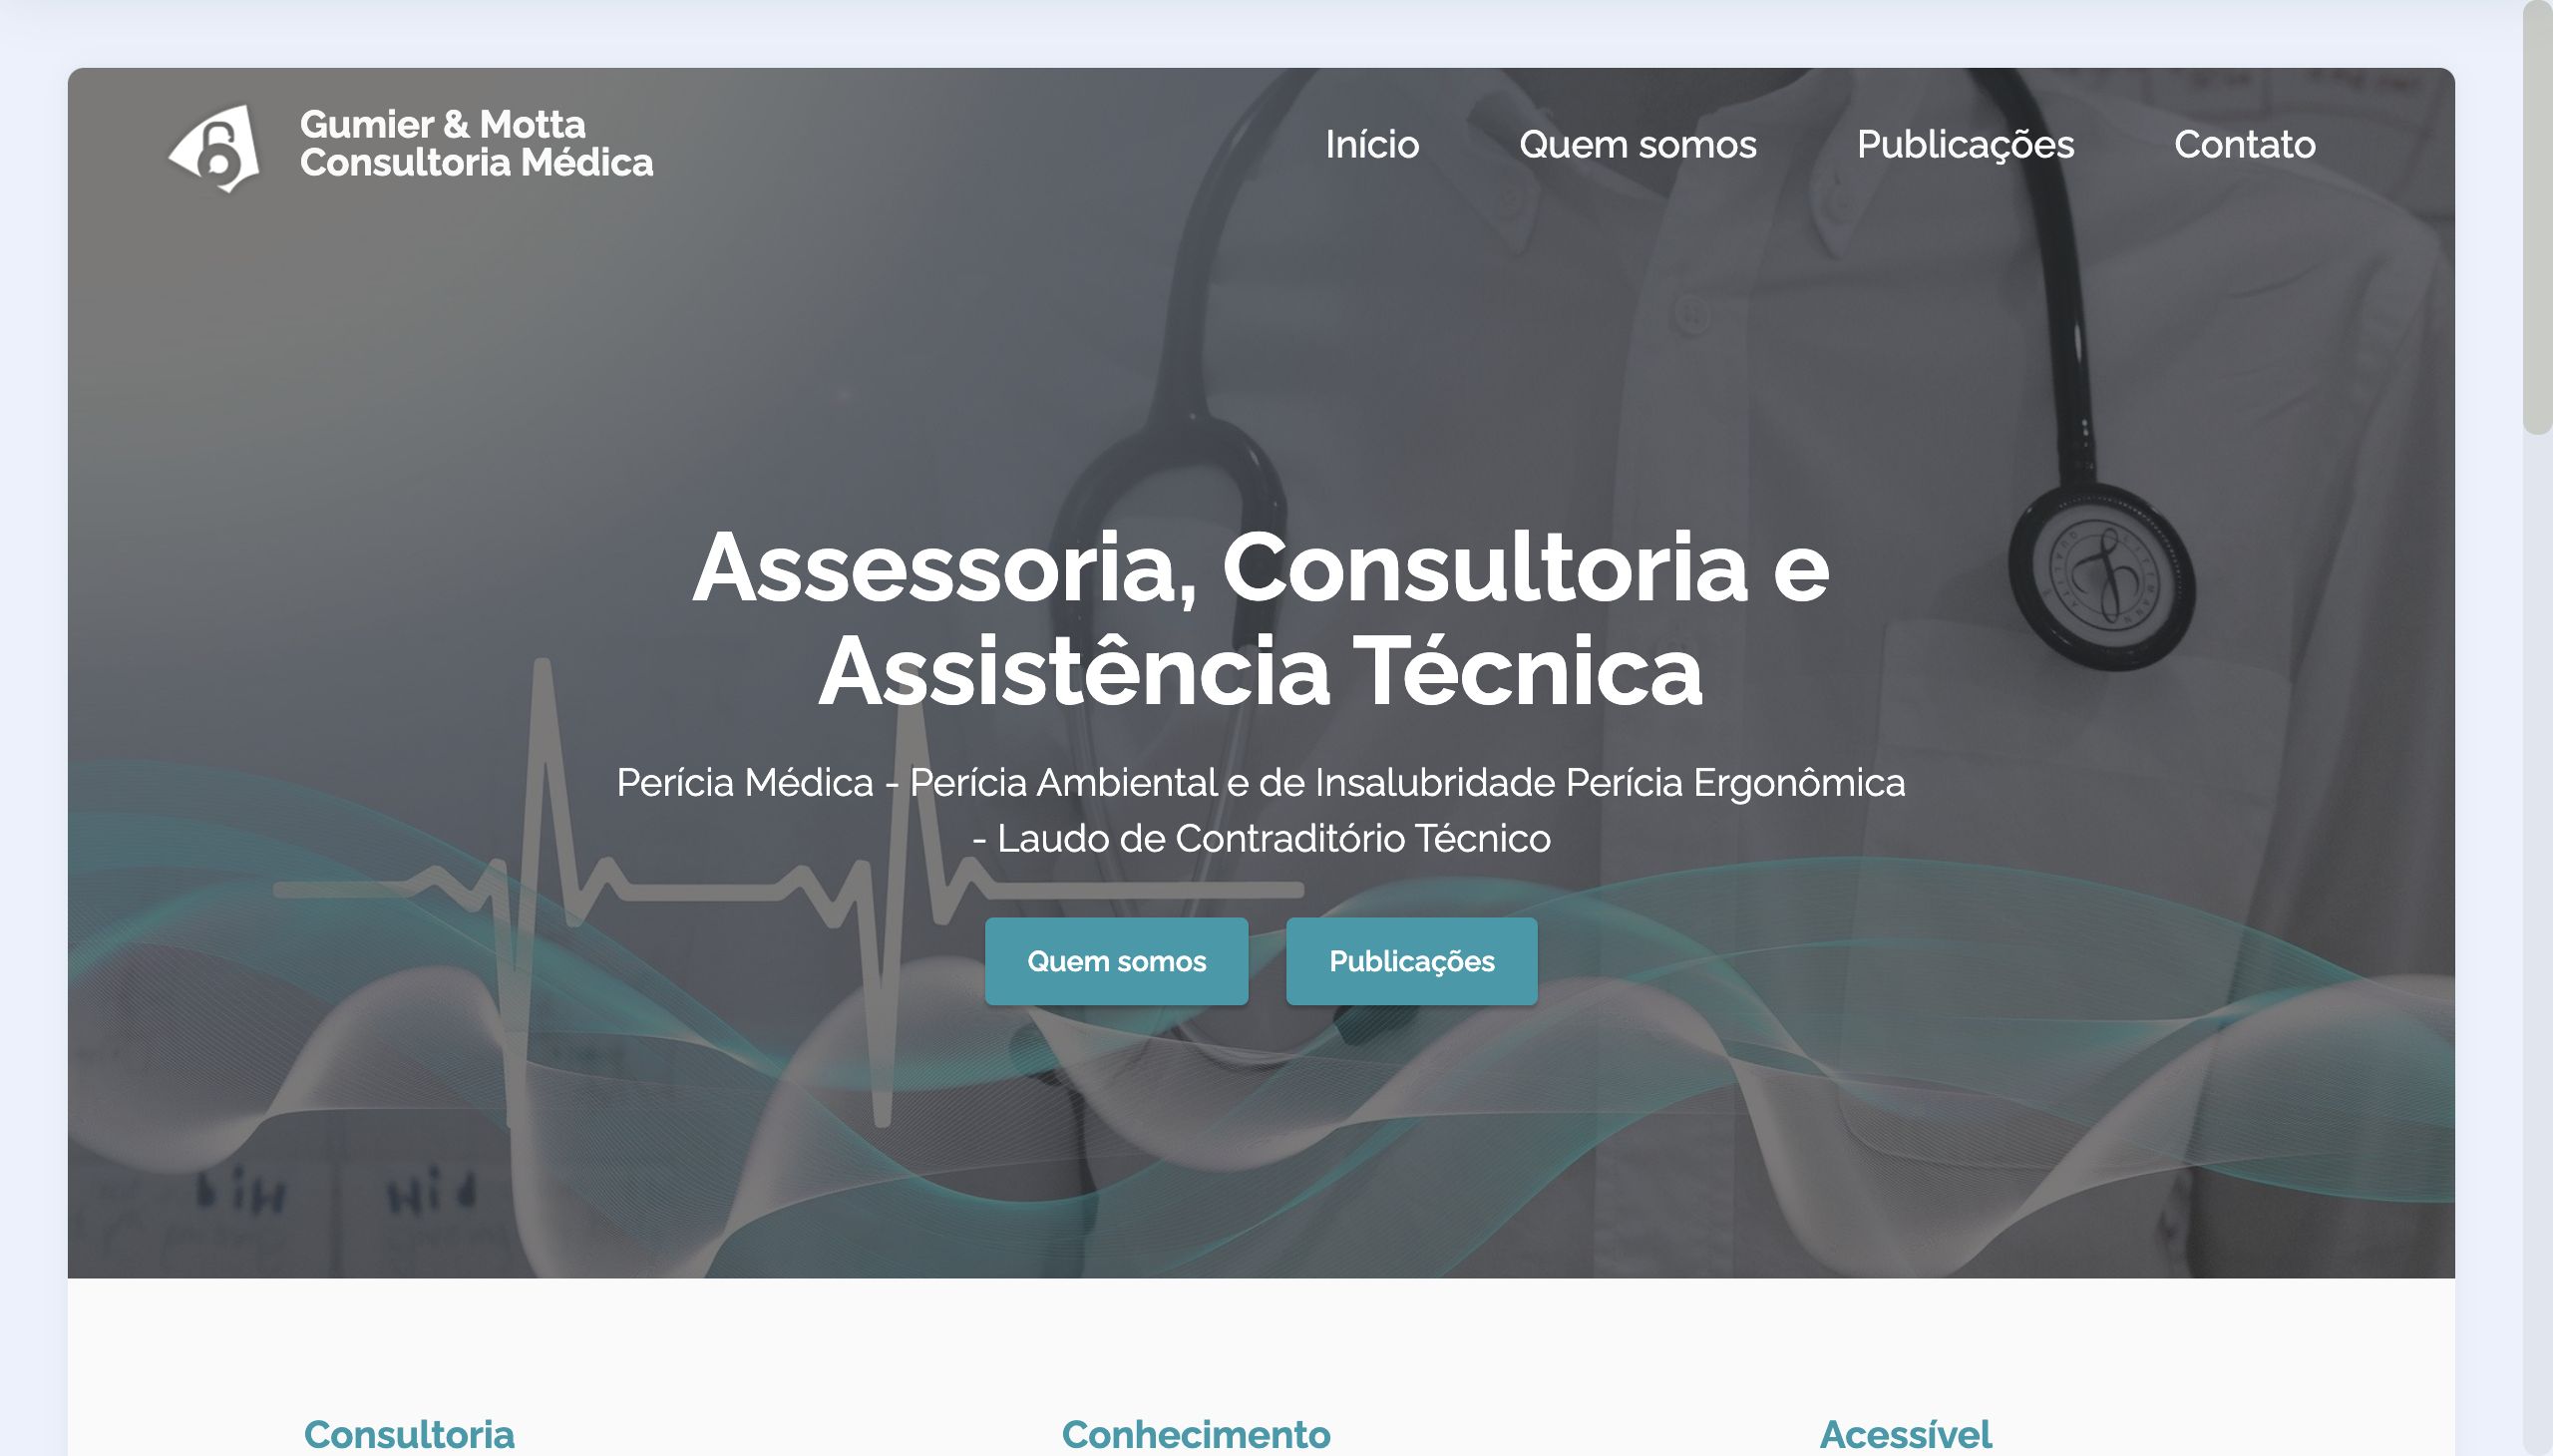 Gumier & Motta
Consultoria Médica
Início
Quem somos
Publicações
Contato
Assessoria, Consultoria e
Assistência Técnica
Perícia Médica - Perícia Ambiental e de Insalubridade Perícia Ergonômica
- Laudo de Contraditório Técnico
Quem somos
Publicações
Consultoria
Conhecimento
Acessível